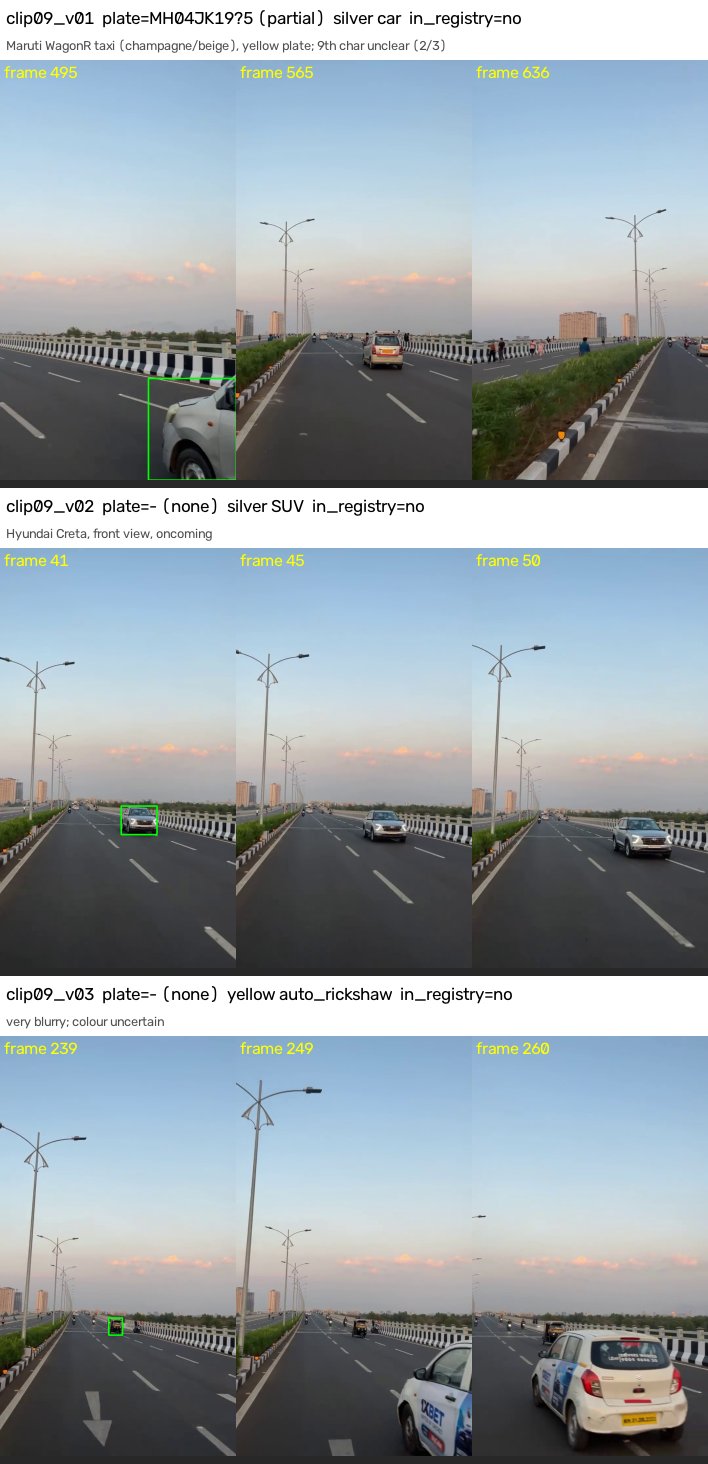 clip09_v01 plate=MH04JK19?5 (partial) silver car in_registry=no
Maruti WagonR taxi (champagne/beige), yellow plate; 9th char unclear (2/3)
frame 495
frame 565
frame 636
clip09_v02 plate=- (none) silver SUV in_registry=no
Hyundai Creta, front view, oncoming
frame 41
frame 45
frame 50
clip09_v03 plate=- (none) yellow auto_rickshaw in_registry=no
very blurry; colour uncertain
frame 239
frame 249
frame 260
1XBET